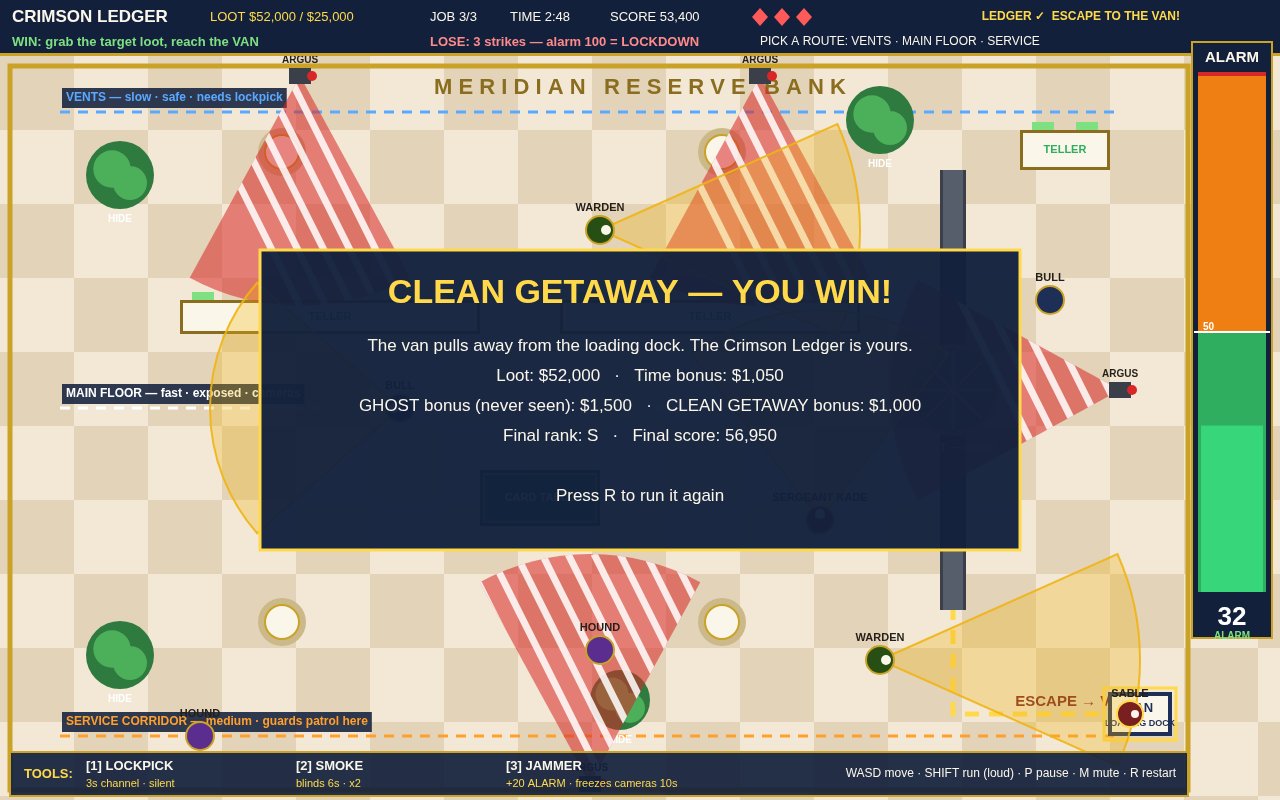 CRIMSON LEDGER LOOT $52,000 / $25,000 JOB 3/3 TIME 2:48 SCORE 53,400 LEDGER ✓ ESCAPE TO THE VAN!
WIN: grab the target loot, reach the VAN LOSE: 3 strikes — alarm 100 = LOCKDOWN PICK A ROUTE: VENTS · MAIN FLOOR · SERVICE
ALARM
ARGUS
ARGUS
MERIDIAN RESERVE BANK
VENTS — slow · safe · needs lockpick
TELLER
HIDE
WARDEN
HIDE
BULL
CLEAN GETAWAY — YOU WIN!
TELLER
TELLER
50
The van pulls away from the loading dock. The Crimson Ledger is yours.
Loot: $52,000 · Time bonus: $1,050
ARGUS
BULL
MAIN FLOOR — fast · exposed · cameras
GHOST bonus (never seen): $1,500 · CLEAN GETAWAY bonus: $1,000
Final rank: S · Final score: 56,950
CARD TABLE
SERGEANT KADE
Press R to run it again
32
ALARM
HOUND
WARDEN
HIDE
SABLE
ESCAPE →
HOUND
SERVICE CORRIDOR — medium · guards patrol here
HIDE
TOOLS: [1] LOCKPICK [2] SMOKE [3] JAMMER
3s channel · silent blinds 6s · x2 +20 ALARM · freezes cameras 10s
WASD move · SHIFT run (loud) · P pause · M mute · R restart